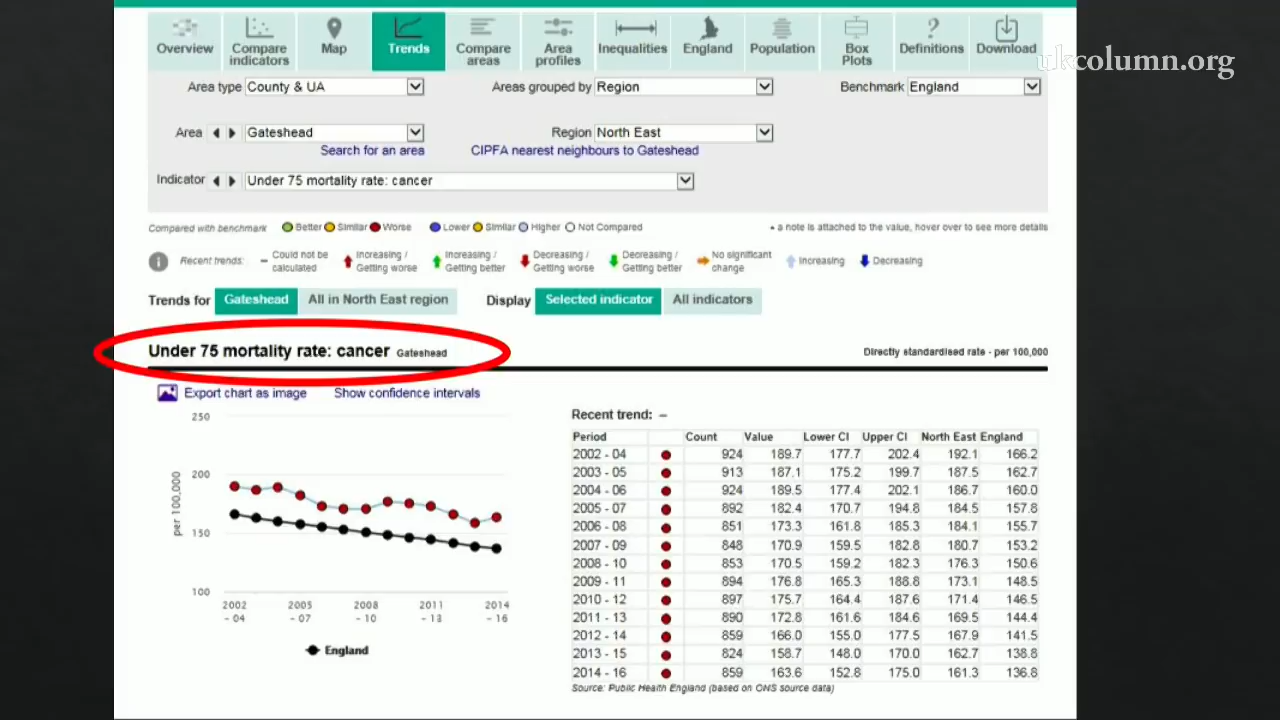 Overview Compare indicators Map Trends Compare areas Area profiles Inequalities England Population Box Plots Definitions Download
ukcolumn.org
Area type County & UA Areas grouped by Region Benchmark England
Area Gateshead Region North East
Search for an area CIPFA nearest neighbours to Gateshead
Indicator Under 75 mortality rate: cancer
Compared with benchmark Better Similar Worse Lower Similar Higher Not Compared * a note is attached to the value, hover over to see more details
Recent trends: – Could not be calculated Increasing / Getting worse Increasing / Getting better Decreasing / Getting worse Decreasing / Getting better No significant change Increasing Decreasing
Trends for Gateshead All in North East region Display Selected indicator All indicators
Under 75 mortality rate: cancer Gateshead Directly standardised rate - per 100,000
Export chart as image Show confidence intervals
250
200
150
100
per 100,000
2002 - 04 2005 - 07 2008 - 10 2011 - 13 2014 - 16
England
Recent trend: –
Period Count Value Lower CI Upper CI North East England
2002 - 04 924 189.7 177.7 202.4 192.1 166.2
2003 - 05 913 187.1 175.2 199.7 187.5 162.7
2004 - 06 924 189.5 177.4 202.1 186.7 160.0
2005 - 07 892 182.4 170.7 194.8 184.5 157.8
2006 - 08 851 173.3 161.8 185.3 184.1 155.7
2007 - 09 848 170.9 159.5 182.8 180.7 153.2
2008 - 10 853 170.5 159.2 182.3 176.3 150.6
2009 - 11 894 176.8 165.3 188.8 173.1 148.5
2010 - 12 897 175.7 164.4 187.6 171.4 146.5
2011 - 13 890 172.8 161.6 184.6 169.5 144.4
2012 - 14 859 166.0 155.0 177.5 167.9 141.5
2013 - 15 824 158.7 148.0 170.0 162.7 138.8
2014 - 16 859 163.6 152.8 175.0 161.3 136.8
Source: Public Health England (based on ONS source data)